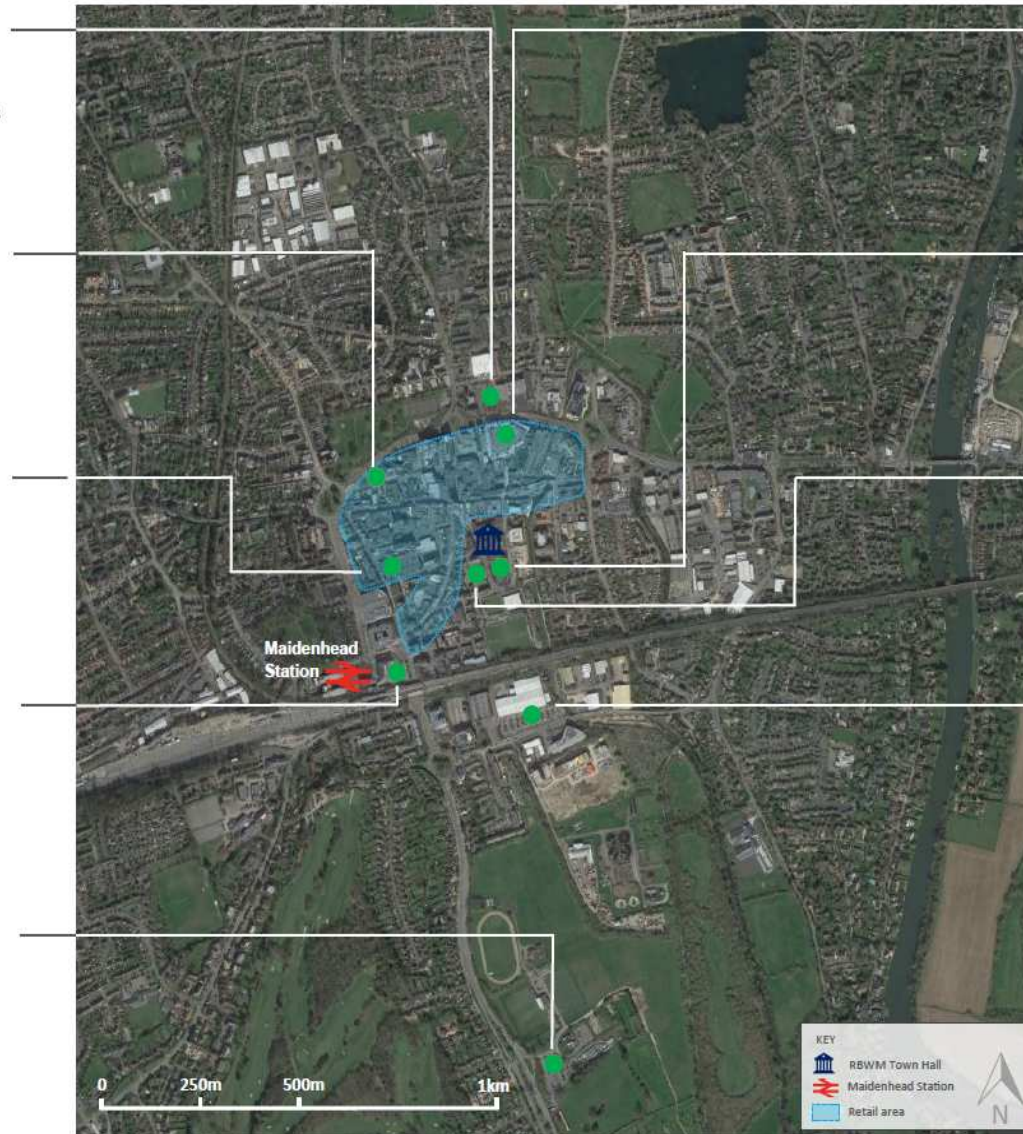 Maidenhead
Station
0 250m 500m 1km
KEY
RBWM Town Hall
Maidenhead Station
Retail area
N